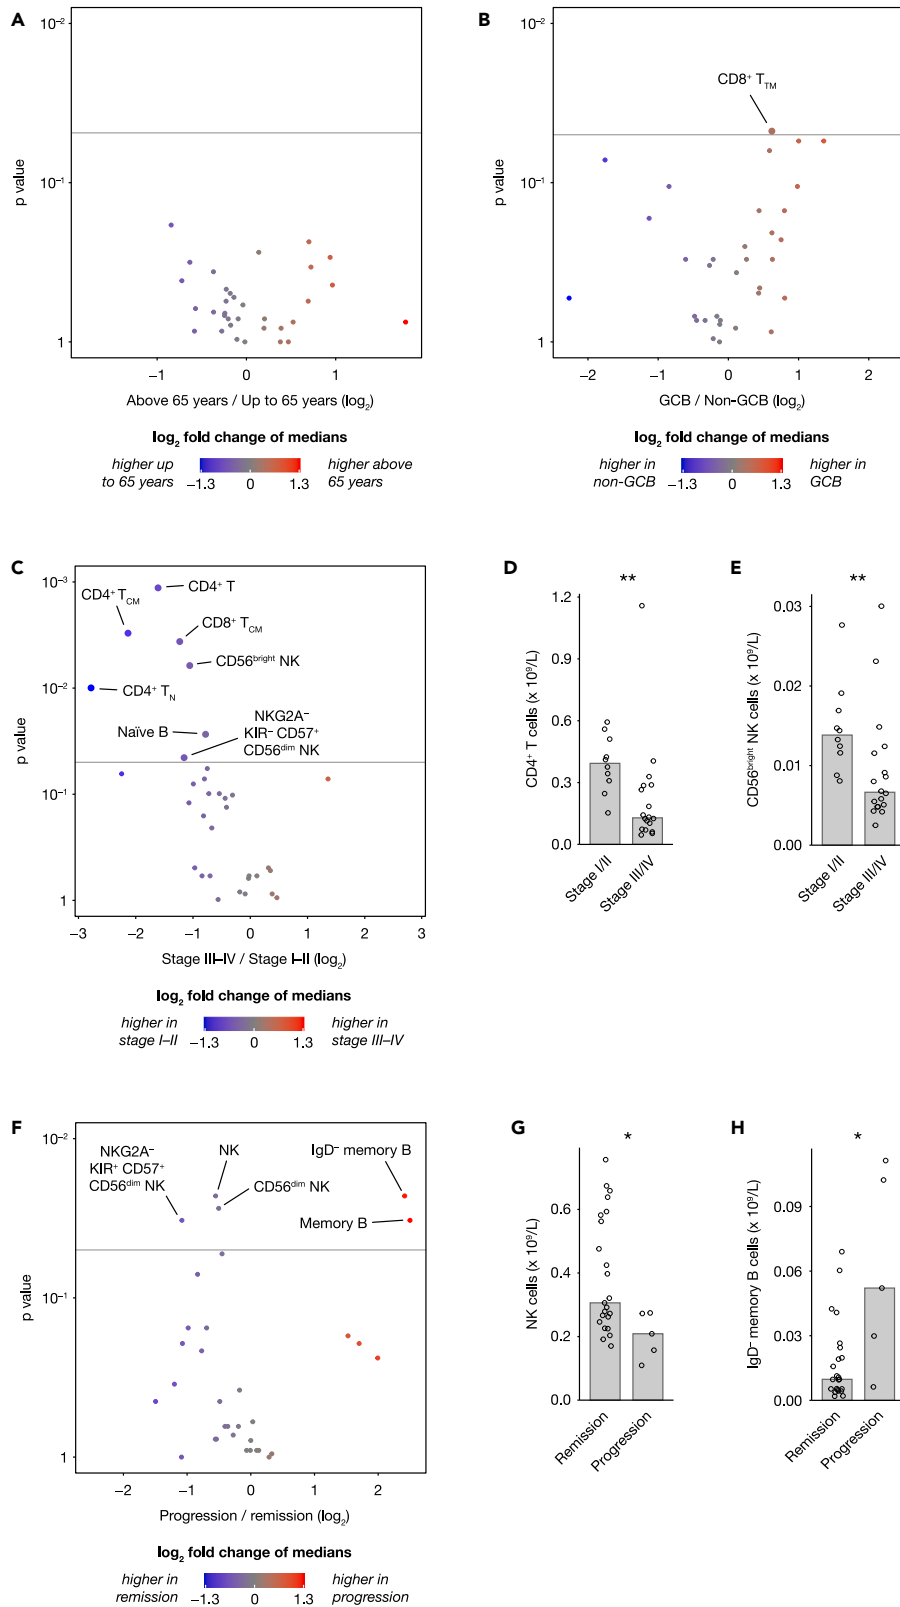 A
10⁻²
10⁻¹
1
p value
−1
0
1
Above 65 years / Up to 65 years (log₂)
log₂ fold change of medians
higher up
to 65 years
−1.3
0
1.3
higher above
65 years
B
10⁻²
10⁻¹
1
p value
CD8⁺ T_TM
−2
−1
0
1
2
GCB / Non-GCB (log₂)
log₂ fold change of medians
higher in
non-GCB
−1.3
0
1.3
higher in
GCB
C
10⁻³
10⁻²
10⁻¹
1
p value
CD4⁺ T
CD4⁺ T_CM
CD8⁺ T_CM
CD56ᵇʳⁱᵍʰᵗ NK
CD4⁺ T_N
Naïve B
NKG2A⁻
KIR⁻ CD57⁺
CD56ᵈⁱᵐ NK
−3
−2
−1
0
1
2
3
Stage III–IV / Stage I–II (log₂)
log₂ fold change of medians
higher in
stage I–II
−1.3
0
1.3
higher in
stage III–IV
D
**
1.2
0.9
0.6
0.3
0.0
CD4⁺ T cells (x 10⁹/L)
Stage I/II
Stage III/IV
E
**
0.03
0.02
0.01
0.00
CD56ᵇʳⁱᵍʰᵗ NK cells (x 10⁹/L)
Stage I/II
Stage III/IV
F
10⁻²
10⁻¹
1
p value
NKG2A⁻
KIR⁺ CD57⁺
CD56ᵈⁱᵐ NK
NK
CD56ᵈⁱᵐ NK
IgD⁻ memory B
Memory B
−2
−1
0
1
2
Progression / remission (log₂)
log₂ fold change of medians
higher in
remission
−1.3
0
1.3
higher in
progression
G
*
0.6
0.4
0.2
0.0
NK cells (x 10⁹/L)
Remission
Progression
H
*
0.09
0.06
0.03
0.00
IgD⁻ memory B cells (x 10⁹/L)
Remission
Progression